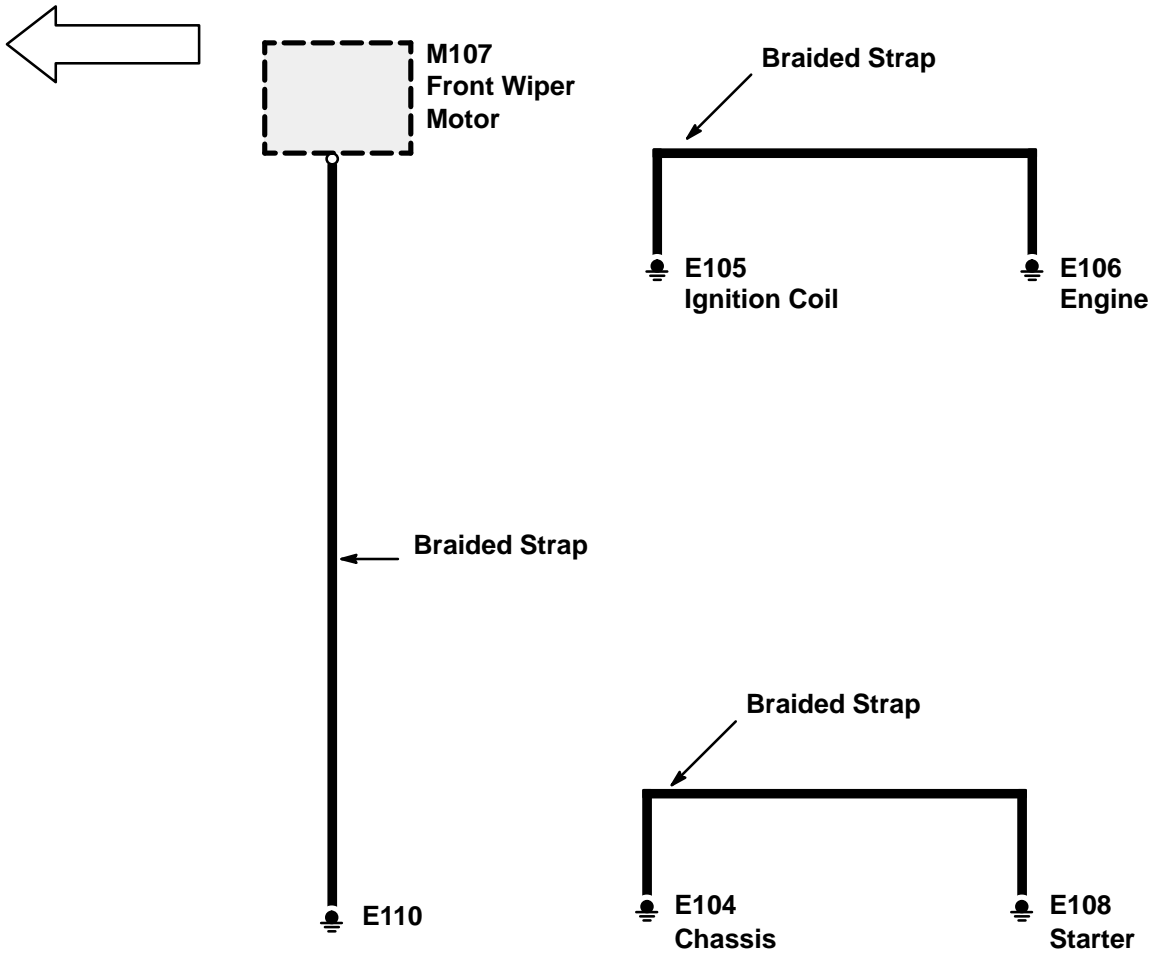 M107
Front Wiper
Motor
Braided Strap
E105
Ignition Coil
E106
Engine
Braided Strap
Braided Strap
E110
E104
Chassis
E108
Starter